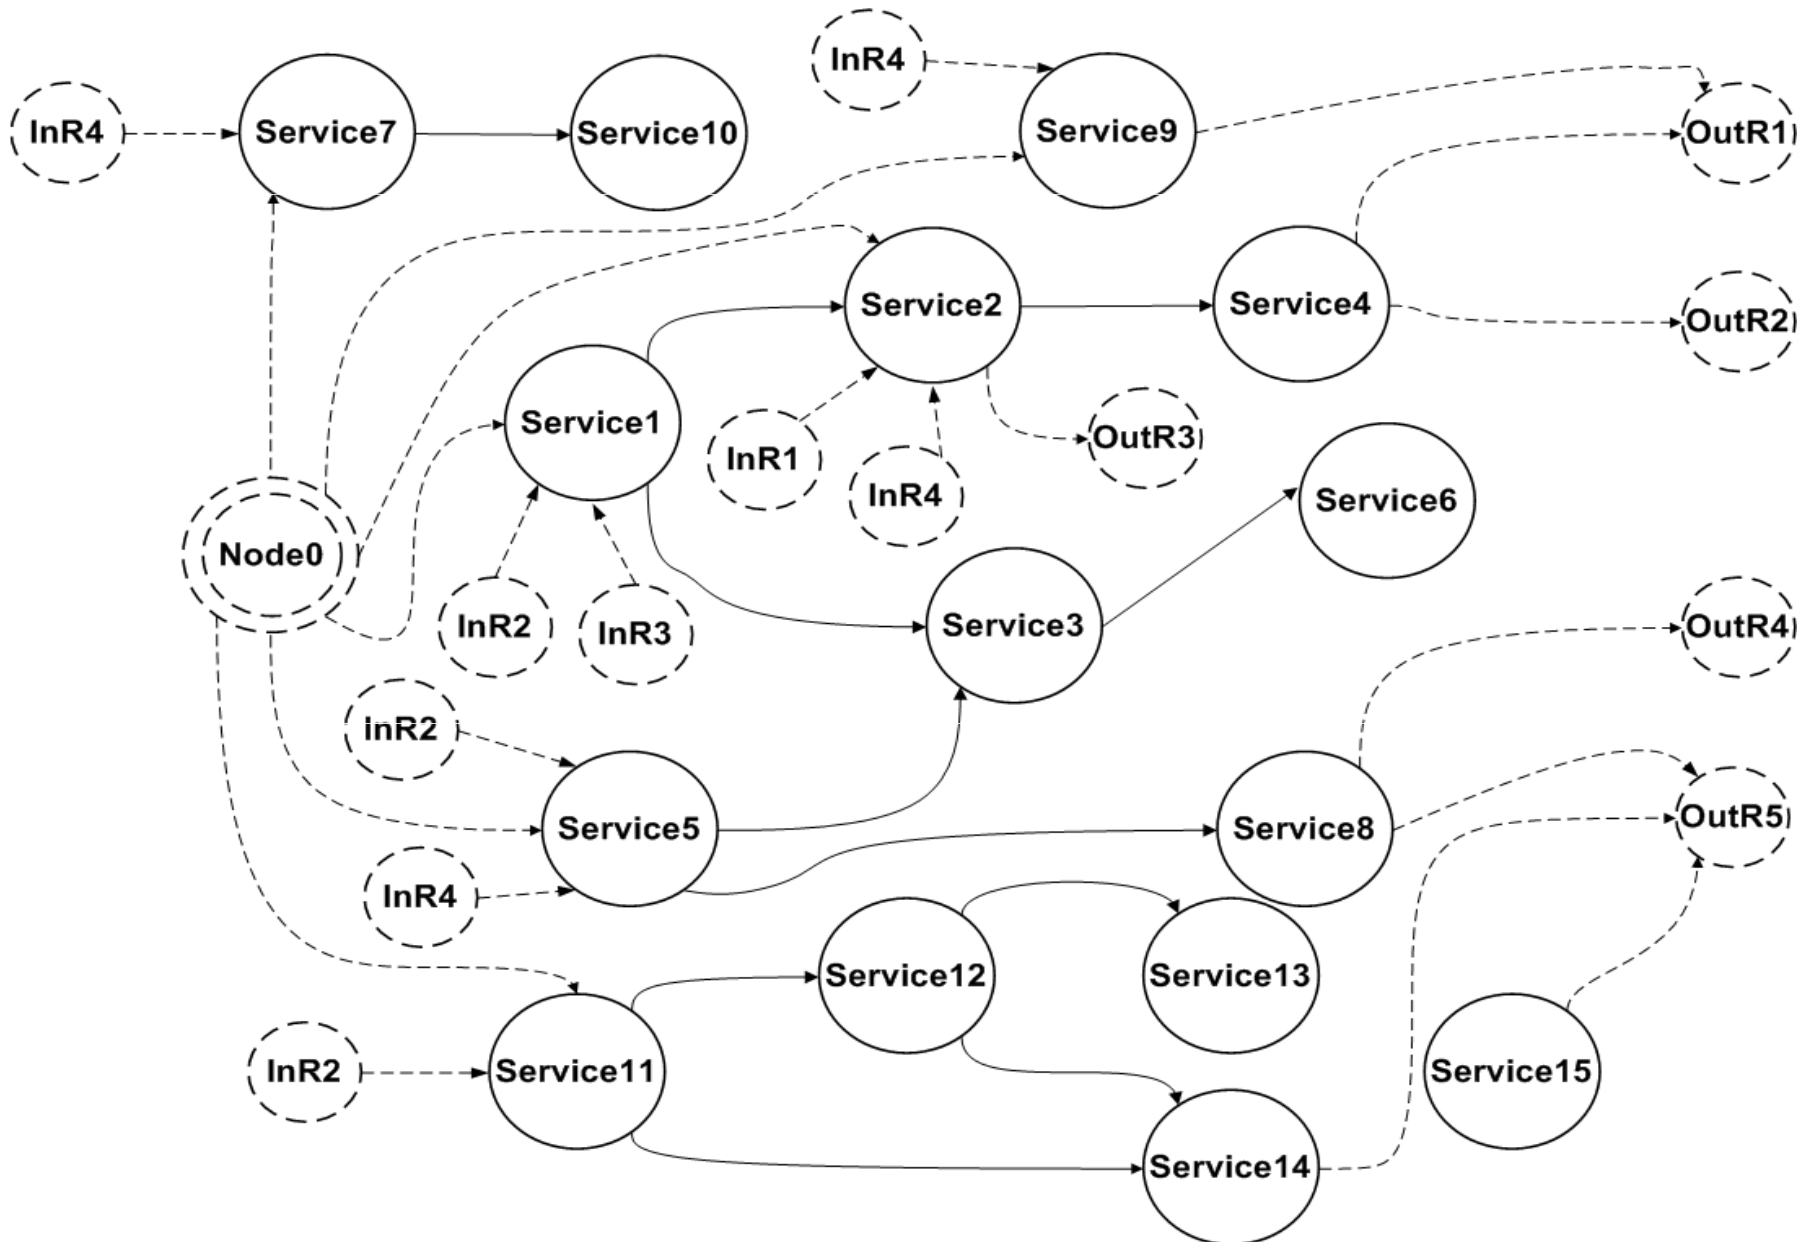 InR4
InR4
Service7
Service10
Service9
OutR1
Service2
Service4
OutR2
Service1
InR1
InR4
OutR3
Service6
Node0
InR2
InR3
Service3
OutR4
InR2
Service5
Service8
OutR5
InR4
Service12
Service13
InR2
Service11
Service15
Service14